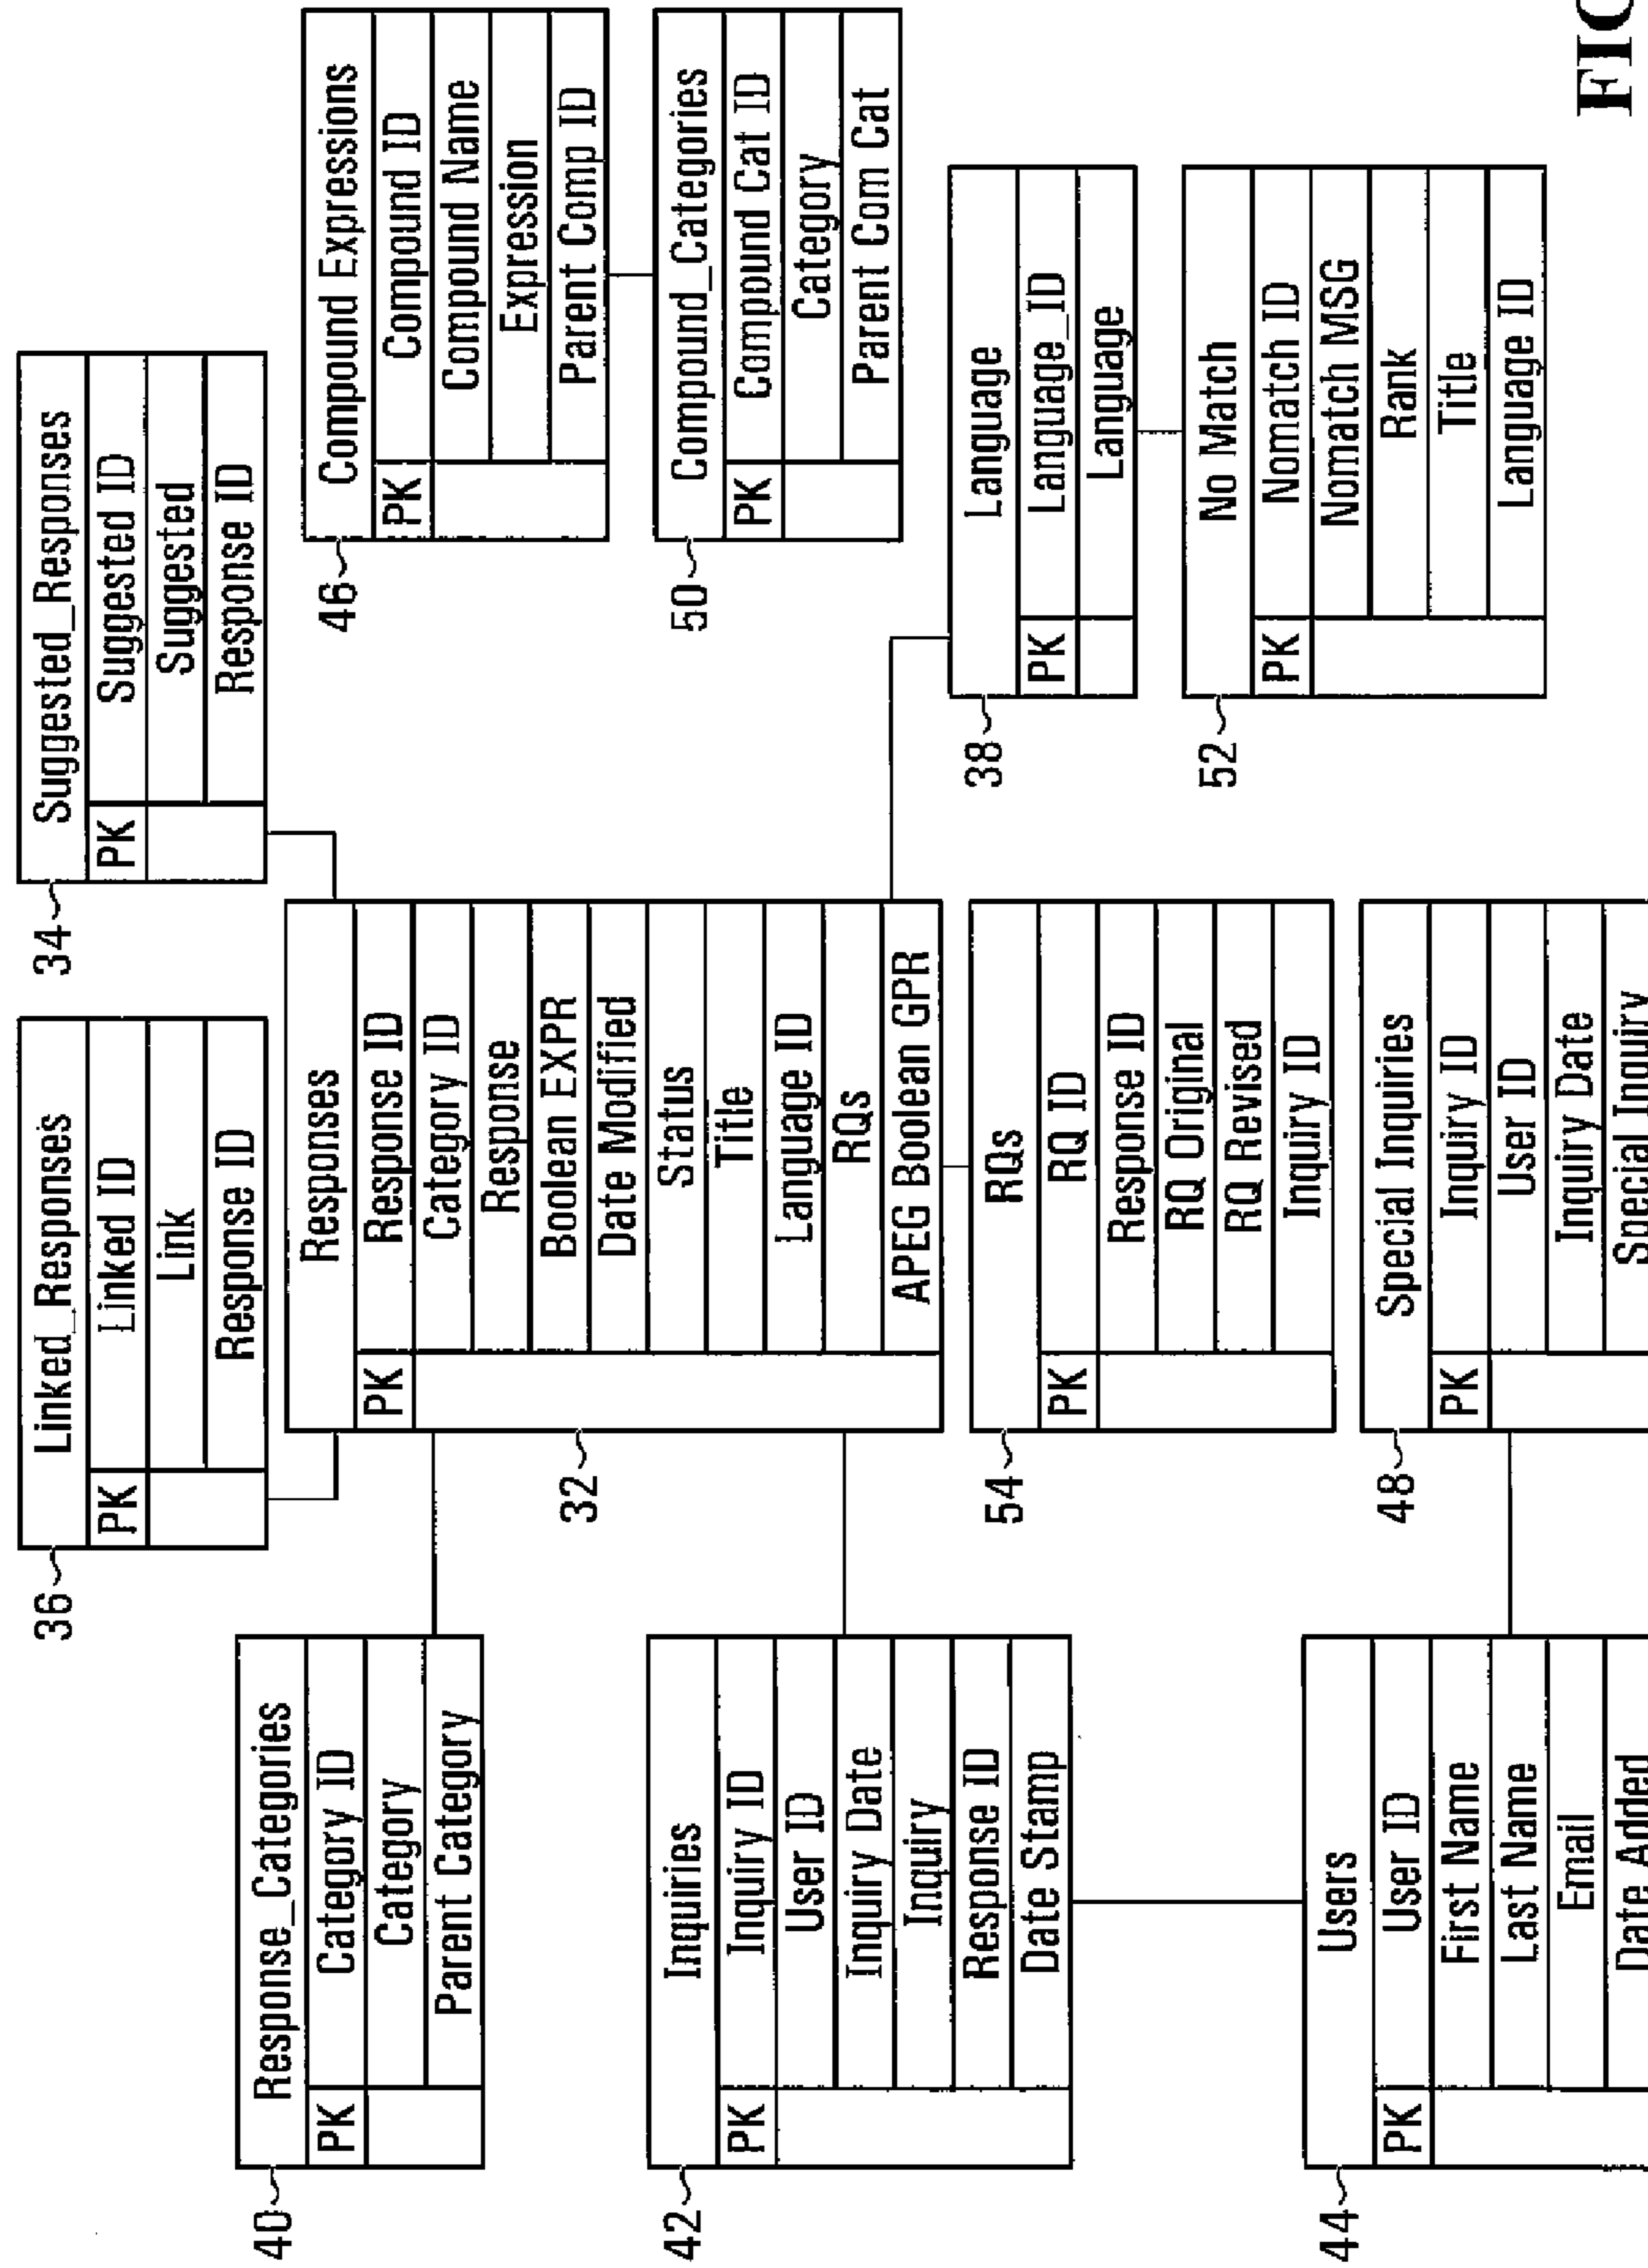 36
Linked_Responses
PK
Linked ID
Link
Response ID
34
Suggested_Responses
PK
Suggested ID
Suggested
Response ID
40
Response_Categories
PK
Category ID
Category
Parent Category
32
Responses
PK
Response ID
Category ID
Response
Boolean EXPR
Date Modified
Status
Title
Language ID
RQs
APEG Boolean GPR
46
Compound Expressions
PK
Compound ID
Compound Name
Expression
Parent Comp ID
50
Compound_Categories
PK
Compound Cat ID
Category
Parent Com Cat
42
Inquiries
PK
Inquiry ID
User ID
Inquiry Date
Inquiry
Response ID
Date Stamp
54
RQs
PK
RQ ID
Response ID
RQ Original
RQ Revised
Inquiry ID
38
Language
PK
Language_ID
Language
52
No Match
PK
Nomatch ID
Nomatch MSG
Rank
Title
Language ID
44
Users
PK
User ID
First Name
Last Name
Email
Date Added
48
Special Inquiries
PK
Inquiry ID
User ID
Inquiry Date
Special Inquiry